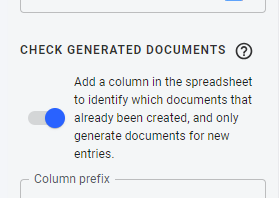 CHECK GENERATED DOCUMENTS ?
Add a column in the spreadsheet
to identify which documents that
already been created, and only
generate documents for new
entries.
Column prefix